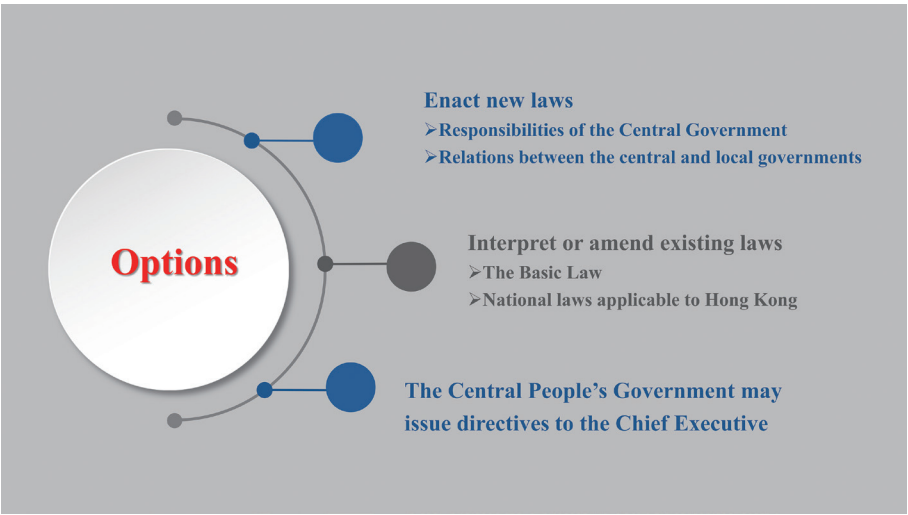 Options
Enact new laws
➢Responsibilities of the Central Government
➢Relations between the central and local governments
Interpret or amend existing laws
➢The Basic Law
➢National laws applicable to Hong Kong
The Central People’s Government may
issue directives to the Chief Executive